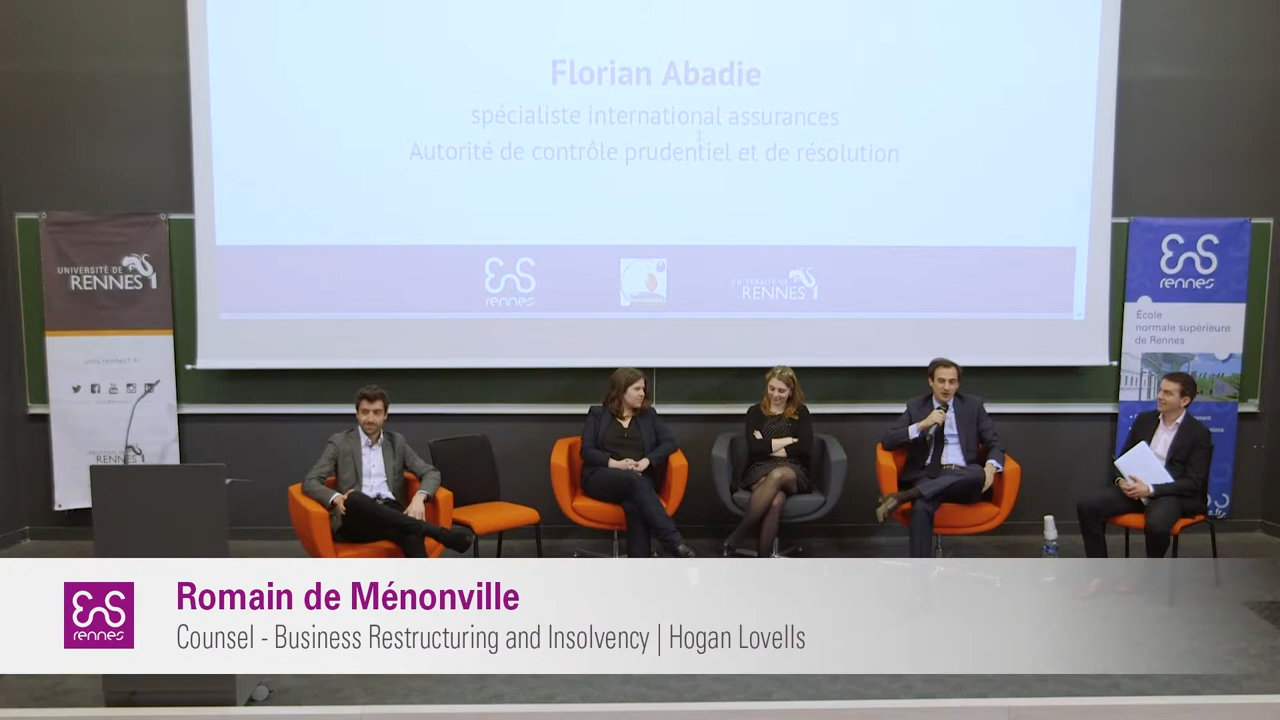 Florian Abadie
spécialiste international assurances
Autorité de contrôle prudentiel et de résolution
ens
rennes
UNIVERSITÉ DE
RENNES 1
UNIVERSITÉ DE
RENNES 1
ens
rennes
École
normale supérieure
de Rennes
RENNES 1
ens
rennes
Romain de Ménonville
Counsel - Business Restructuring and Insolvency | Hogan Lovells